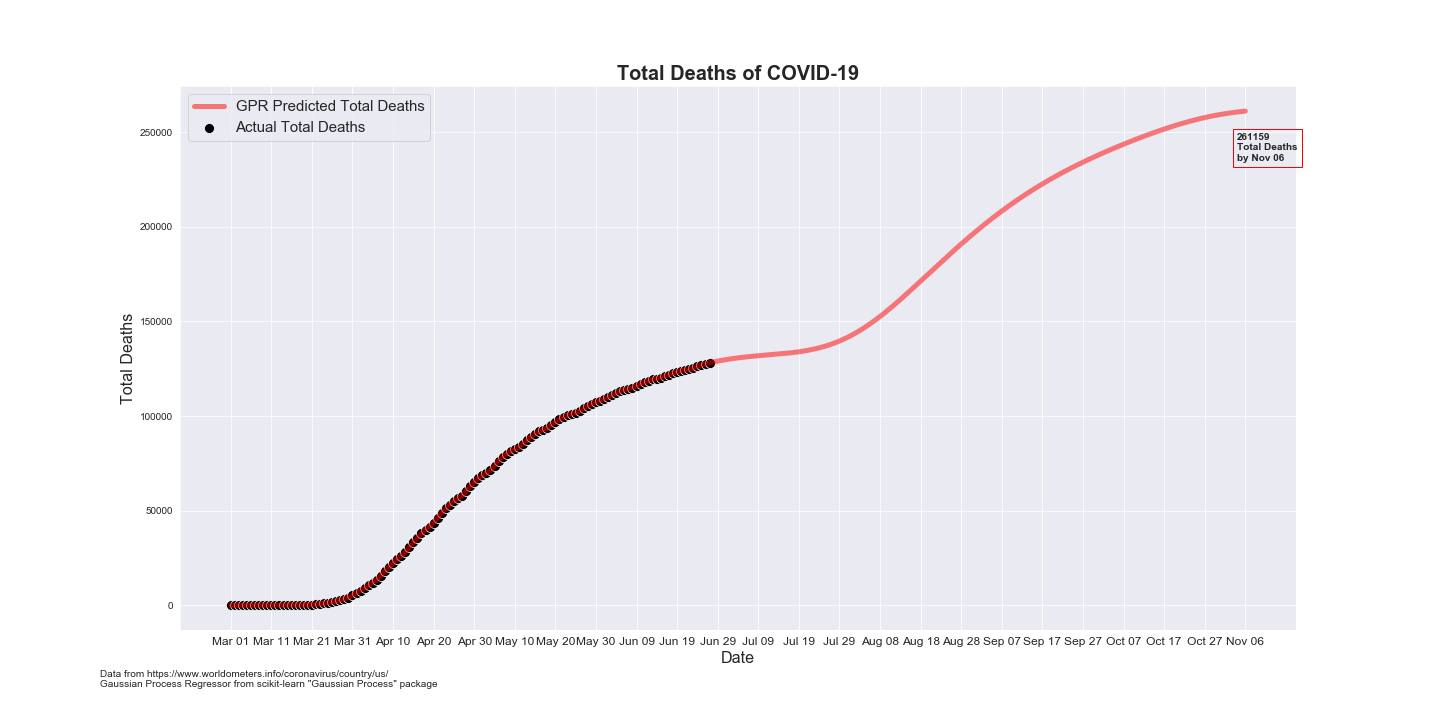 Total Deaths of COVID-19
GPR Predicted Total Deaths
Actual Total Deaths
250000
200000
150000
100000
50000
0
Total Deaths
261159
Total Deaths
by Nov 06
Mar 01 Mar 11 Mar 21 Mar 31 Apr 10 Apr 20 Apr 30 May 10 May 20 May 30 Jun 09 Jun 19 Jun 29 Jul 09 Jul 19 Jul 29 Aug 08 Aug 18 Aug 28 Sep 07 Sep 17 Sep 27 Oct 07 Oct 17 Oct 27 Nov 06
Date
Data from https://www.worldometers.info/coronavirus/country/us/
Gaussian Process Regressor from scikit-learn "Gaussian Process" package